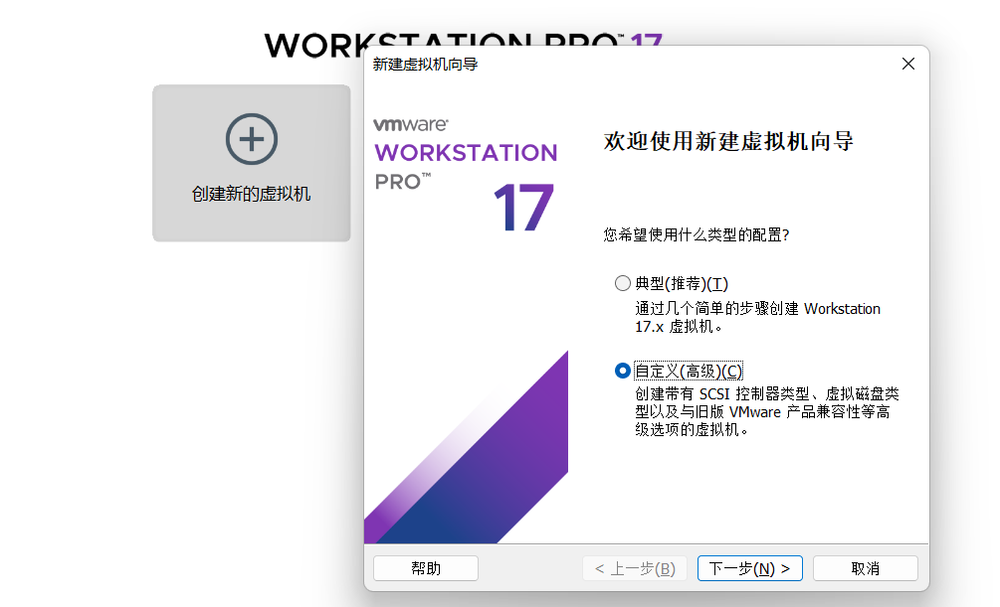 WORKSTATION PRO™ 17
创建新的虚拟机
新建虚拟机向导
vmware
WORKSTATION
PRO™
17
欢迎使用新建虚拟机向导
您希望使用什么类型的配置?
典型(推荐)(T)
通过几个简单的步骤创建 Workstation
17.x 虚拟机。
自定义(高级)(C)
创建带有 SCSI 控制器类型、虚拟磁盘类
型以及与旧版 VMware 产品兼容性等高
级选项的虚拟机。
帮助
< 上一步(B)
下一步(N) >
取消